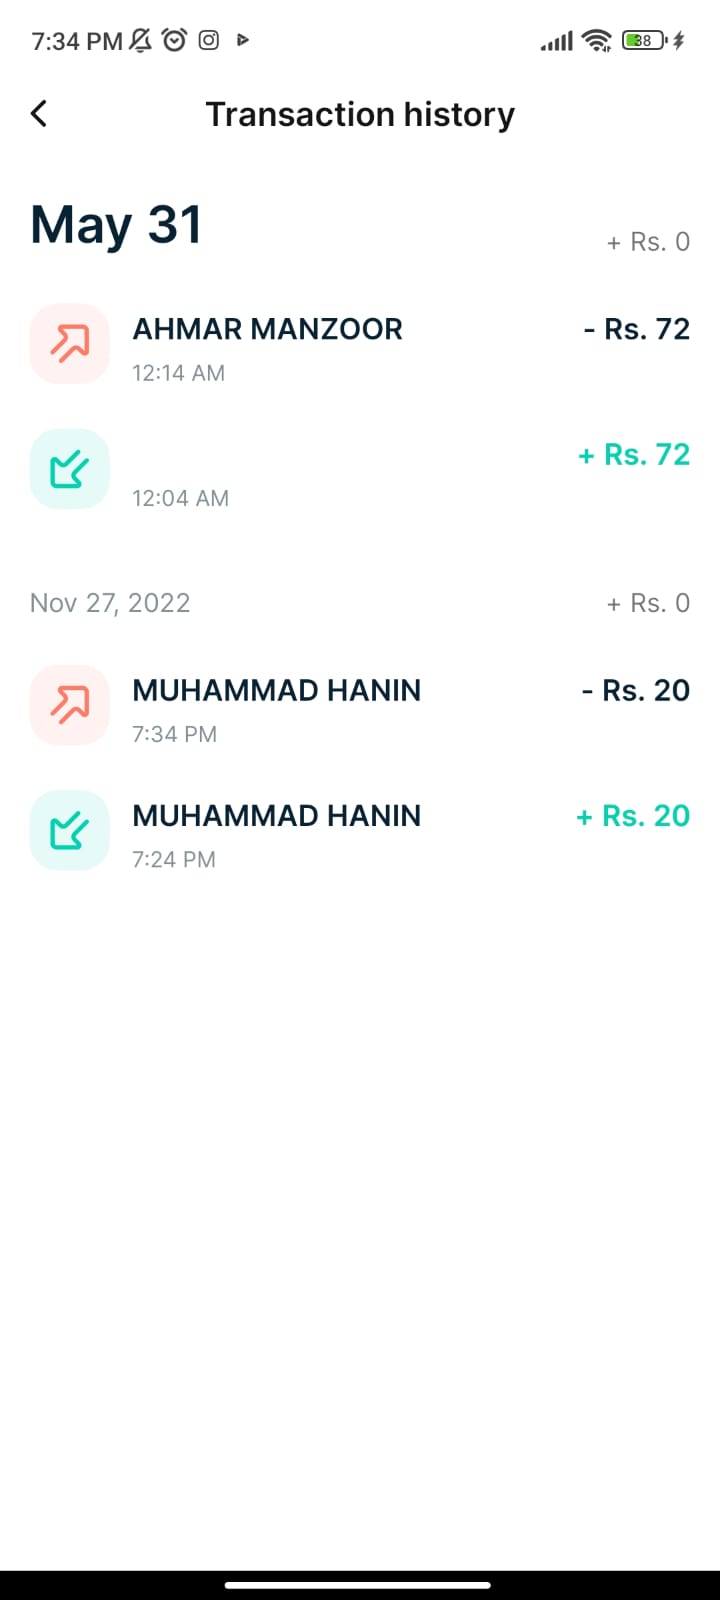 7:34 PM 38
Transaction history
May 31
+ Rs. 0
AHMAR MANZOOR - Rs. 72
12:14 AM
+ Rs. 72
12:04 AM
Nov 27, 2022 + Rs. 0
MUHAMMAD HANIN - Rs. 20
7:34 PM
MUHAMMAD HANIN + Rs. 20
7:24 PM